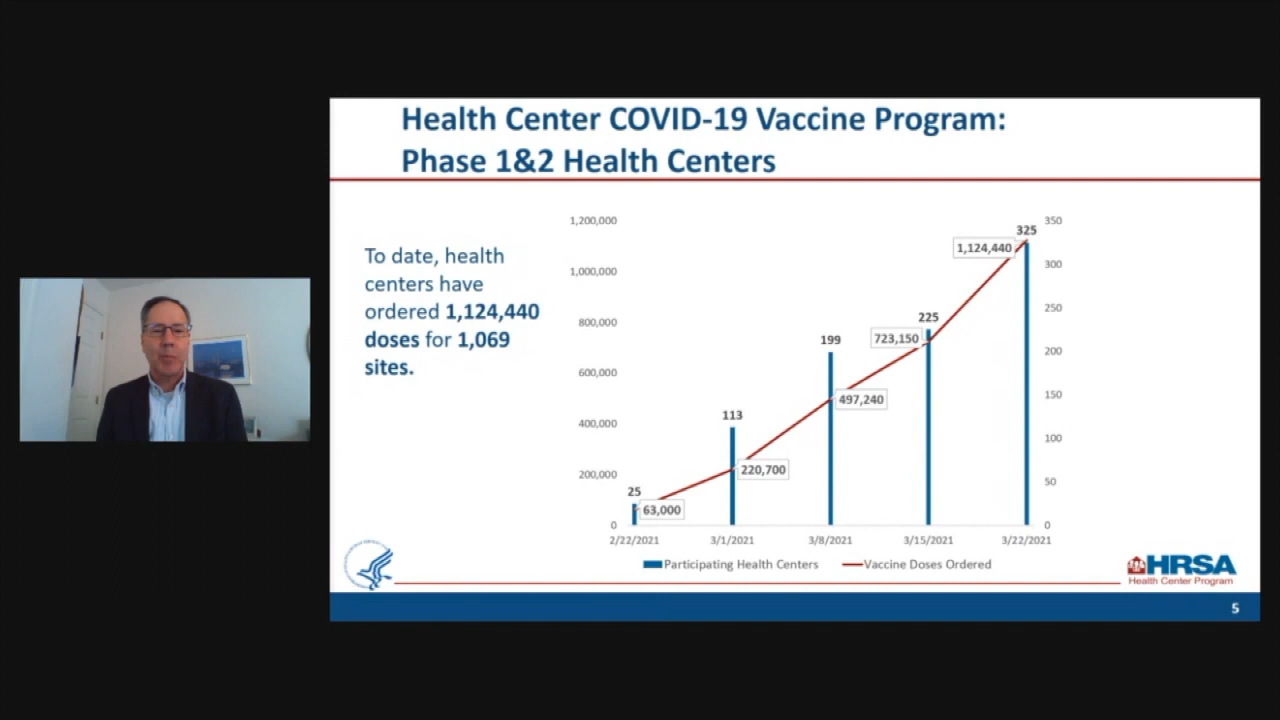 Health Center COVID-19 Vaccine Program:
Phase 1&2 Health Centers
To date, health
centers have
ordered 1,124,440
doses for 1,069
sites.
1,200,000
1,000,000
800,000
600,000
400,000
200,000
0
350
300
250
200
150
100
50
0
25
63,000
113
220,700
199
497,240
225
723,150
325
1,124,440
2/22/2021
3/1/2021
3/8/2021
3/15/2021
3/22/2021
Participating Health Centers
Vaccine Doses Ordered
HRSA
Health Center Program
5